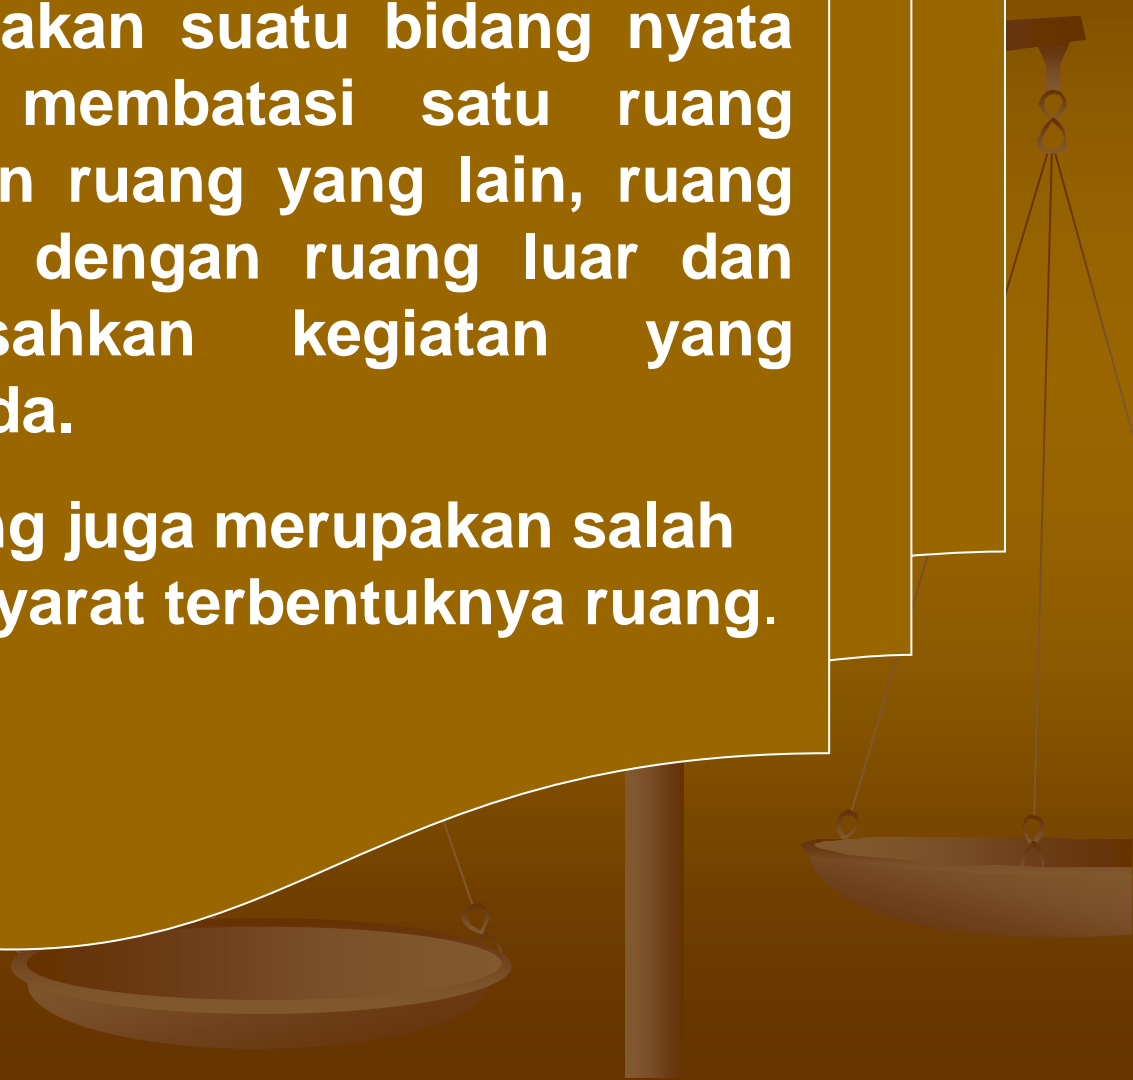 akan suatu bidang nyata
membatasi satu ruang
n ruang yang lain, ruang
dengan ruang luar dan
sahkan kegiatan yang
da.
ng juga merupakan salah
yarat terbentuknya ruang.